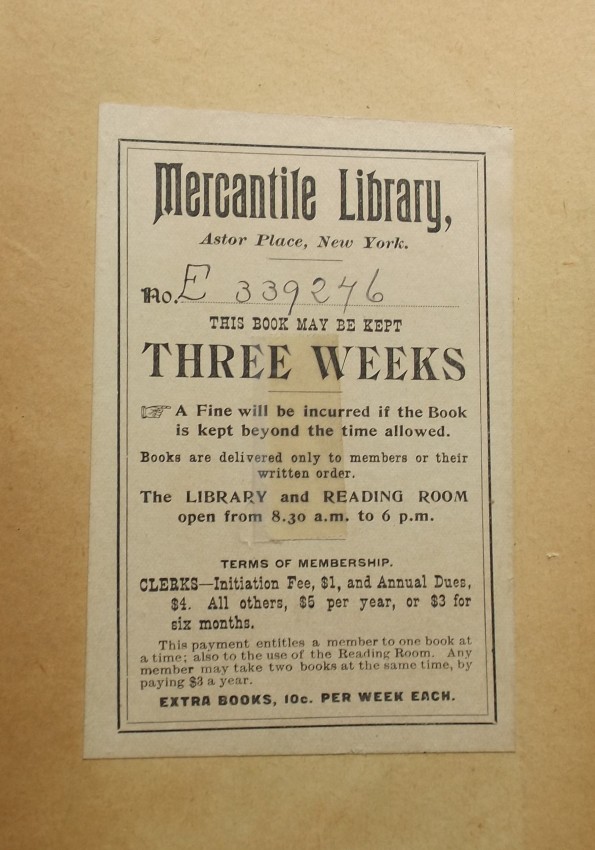 Mercantile Library,
Astor Place, New York.
No. E 339246
THIS BOOK MAY BE KEPT
THREE WEEKS
☞ A Fine will be incurred if the Book
is kept beyond the time allowed.
Books are delivered only to members or their
written order.
The LIBRARY and READING ROOM
open from 8.30 a.m. to 6 p.m.
TERMS OF MEMBERSHIP.
CLERKS—Initiation Fee, $1, and Annual Dues,
$4. All others, $5 per year, or $3 for
six months.
This payment entitles a member to one book at
a time; also to the use of the Reading Room. Any
member may take two books at the same time, by
paying $3 a year.
EXTRA BOOKS, 10c. PER WEEK EACH.